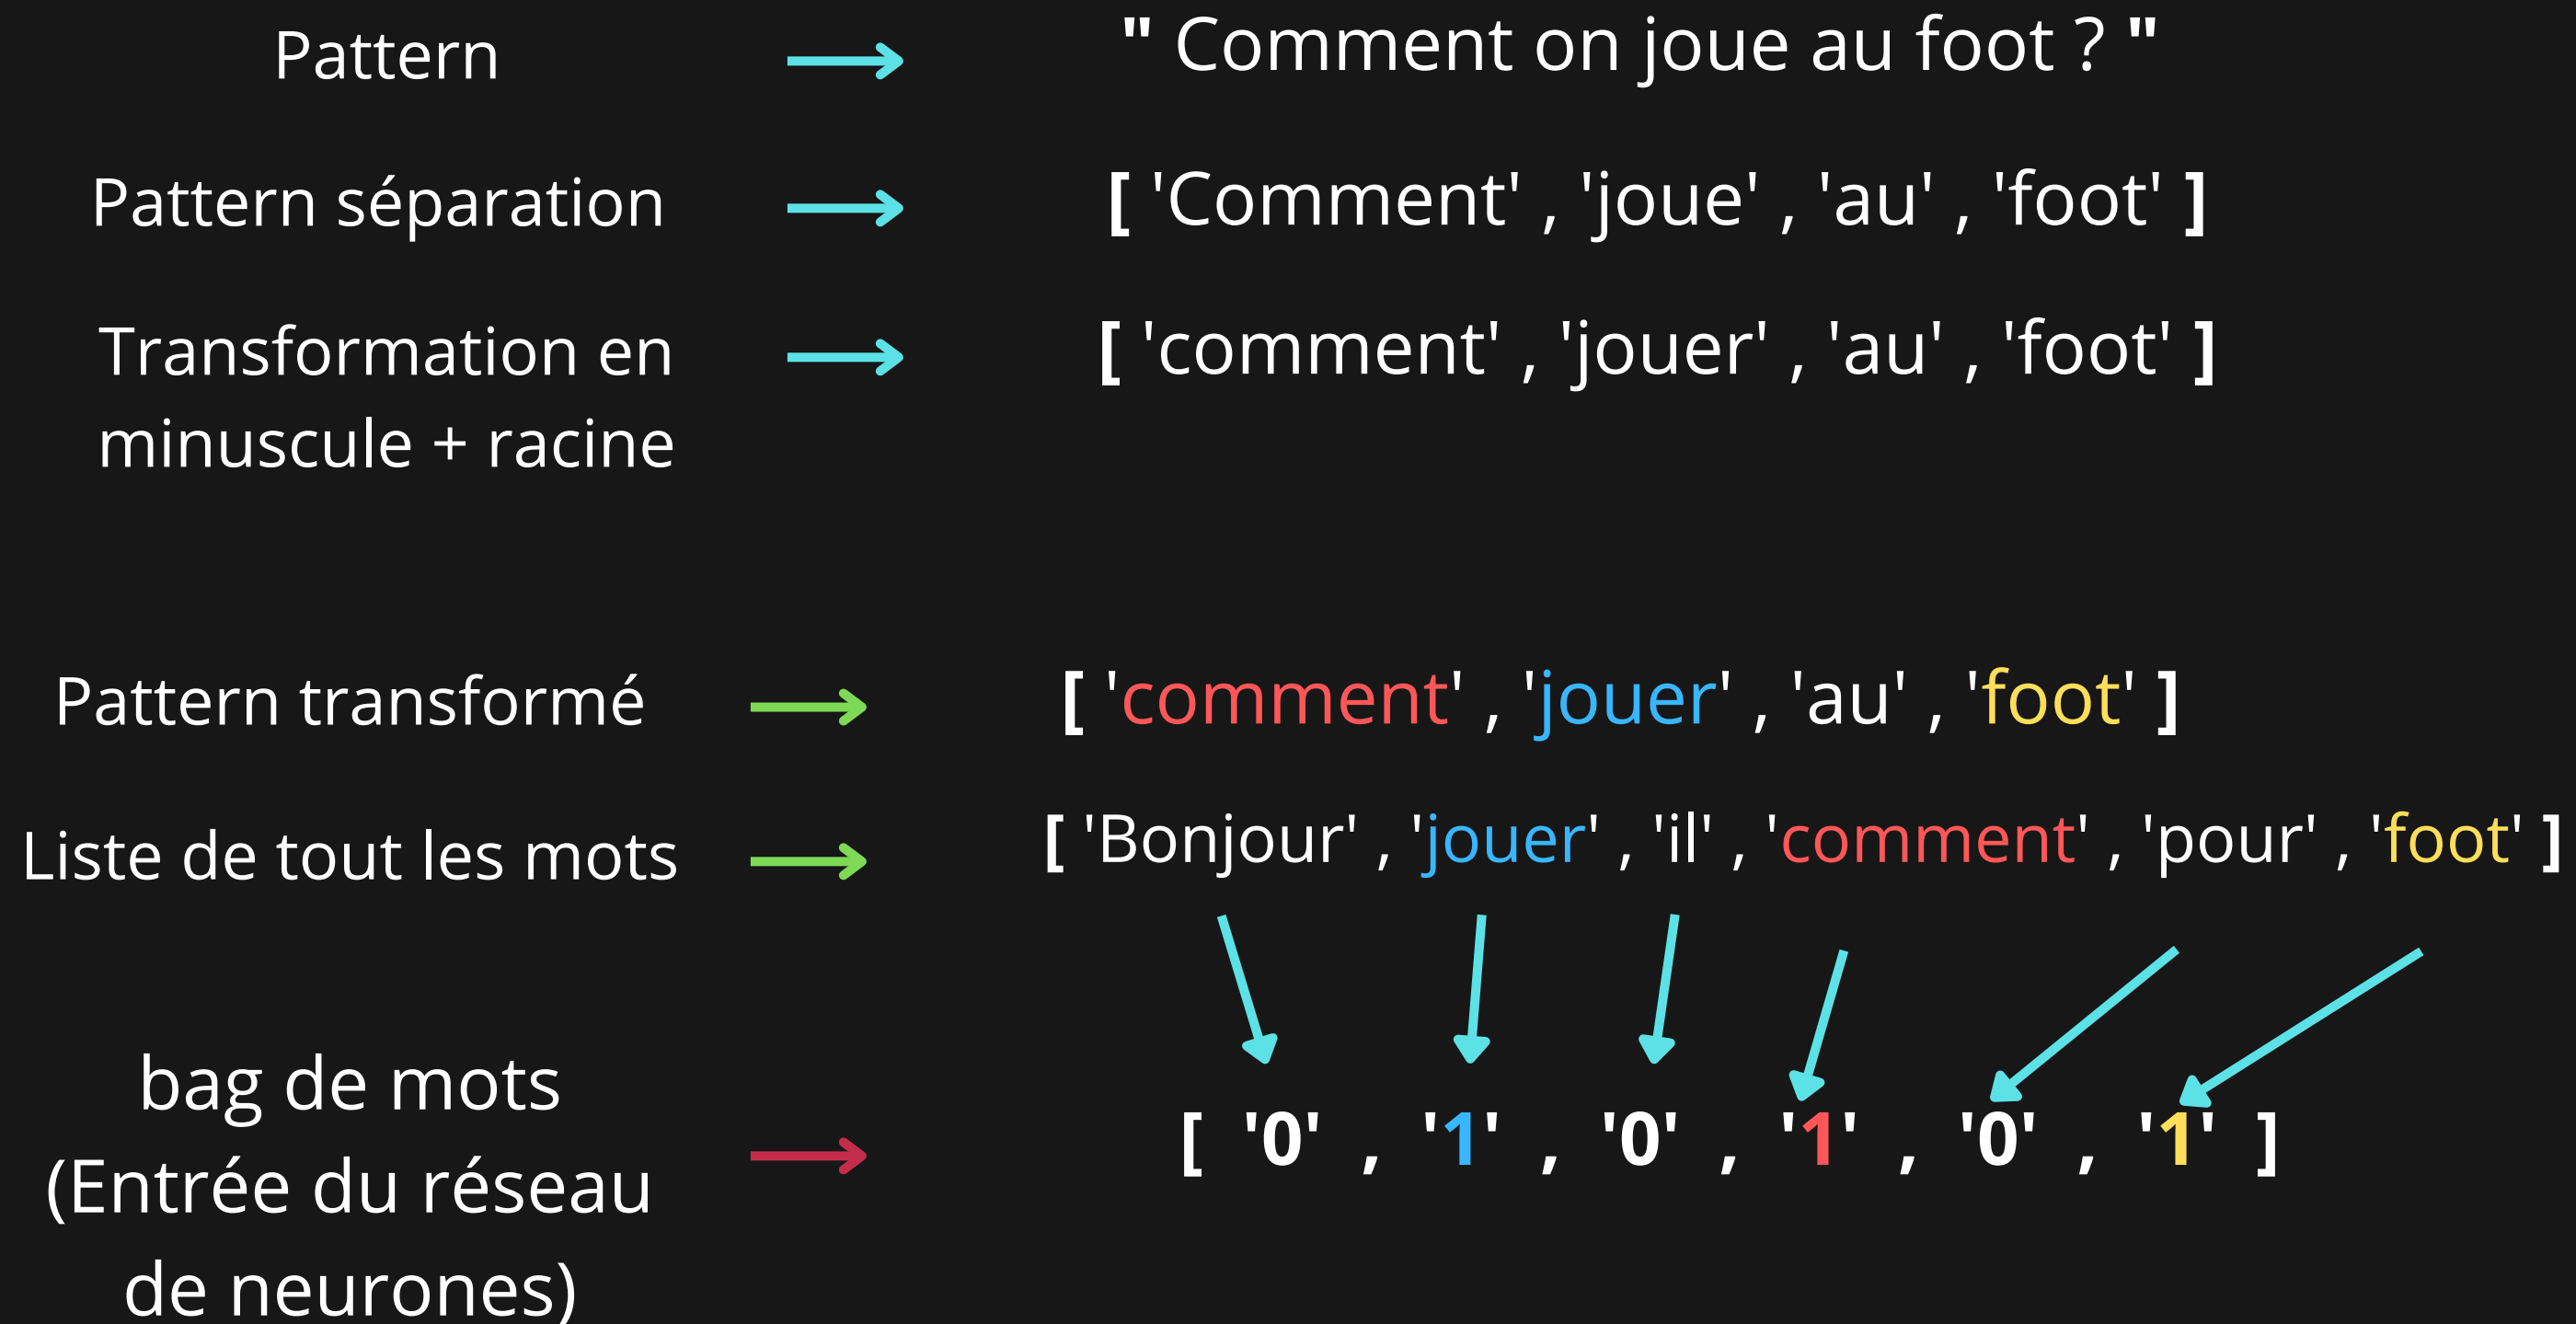 Pattern
" Comment on joue au foot ? "
Pattern séparation
[ 'Comment' , 'joue' , 'au' , 'foot' ]
Transformation en
minuscule + racine
[ 'comment' , 'jouer' , 'au' , 'foot' ]
Pattern transformé
[ 'comment' , 'jouer' , 'au' , 'foot' ]
Liste de tout les mots
[ 'Bonjour' , 'jouer' , 'il' , 'comment' , 'pour' , 'foot' ]
bag de mots
(Entrée du réseau
de neurones)
[ '0' , '1' , '0' , '1' , '0' , '1' ]